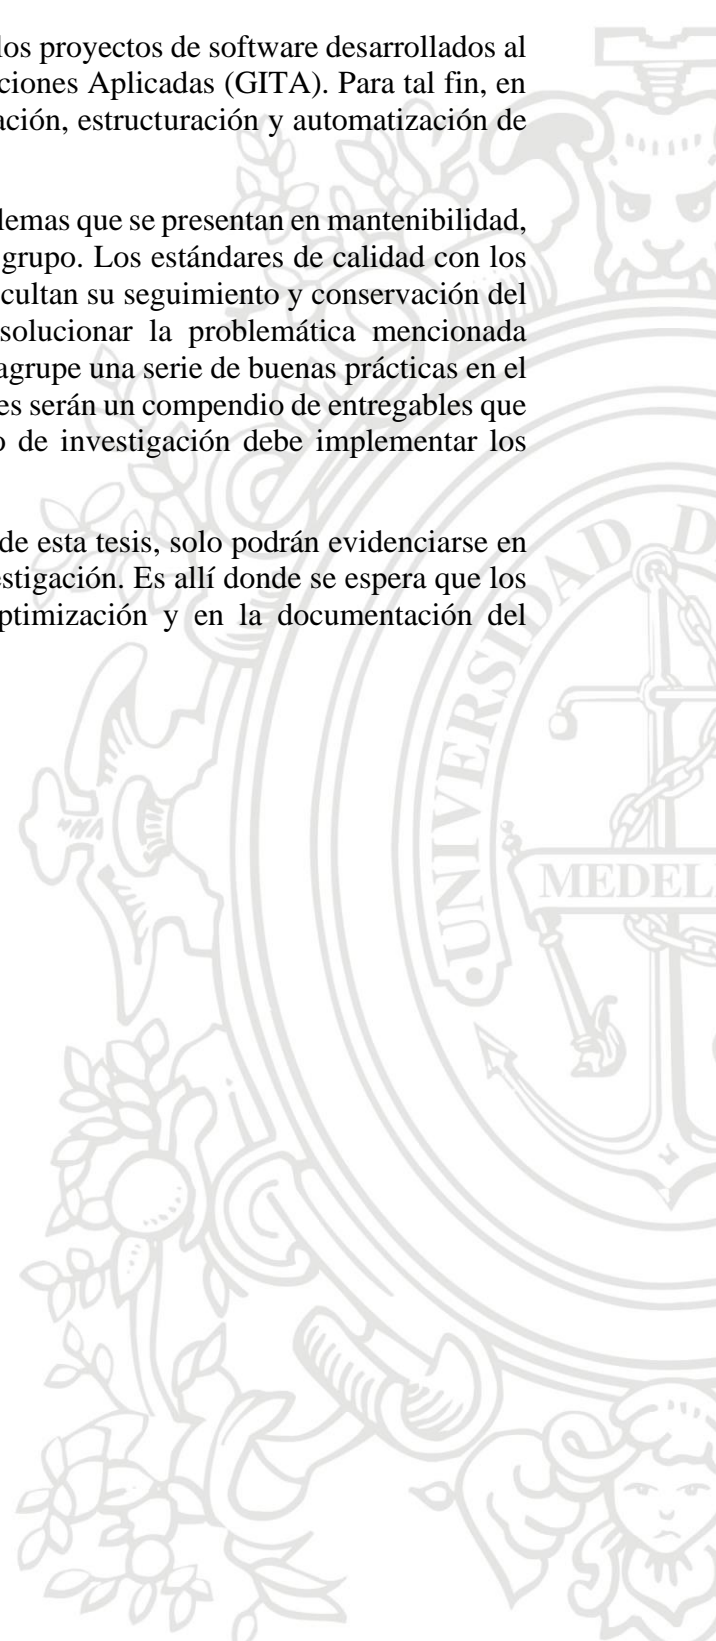 los proyectos de software desarrollados al
ciones Aplicadas (GITA). Para tal fin, en
ación, estructuración y automatización de
lemas que se presentan en mantenibilidad,
grupo. Los estándares de calidad con los
cultan su seguimiento y conservación del
solucionar la problemática mencionada
agrupe una serie de buenas prácticas en el
es serán un compendio de entregables que
o de investigación debe implementar los
de esta tesis, solo podrán evidenciarse en
estigación. Es allí donde se espera que los
ptimización y en la documentación del
UNIVERSIDAD D
MEDEL